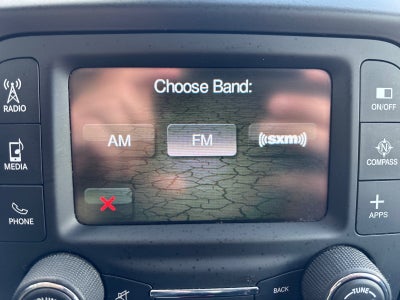 Choose Band:
RADIO
ON/OFF
AM
FM
((sxm))
MEDIA
COMPASS
PHONE
APPS
BACK
TUNE